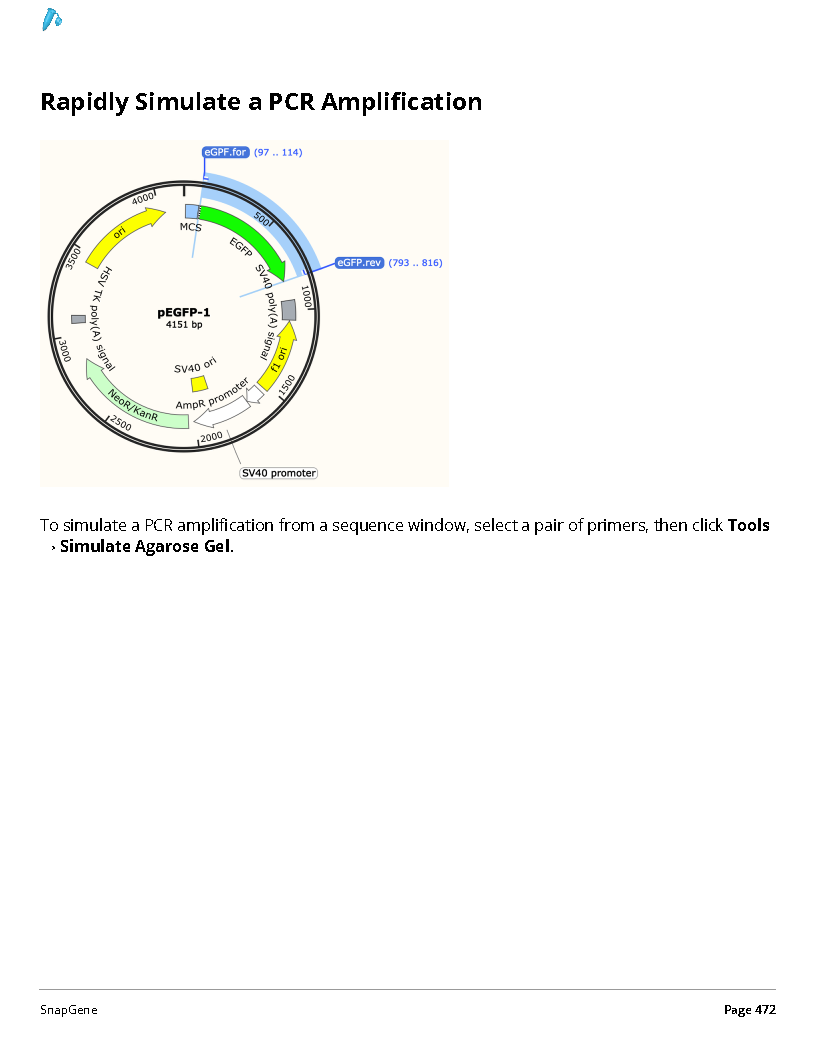 Rapidly Simulate a PCR Amplification
eGPF.for (97 .. 114)
4000
500
ori
MCS
EGFP
3500
eGFP.rev (793 .. 816)
HSV TK poly(A) signal
SV40 poly(A) signal
1000
pEGFP-1
4151 bp
3000
f1 ori
SV40 ori
1500
AmpR promoter
NeoR/KanR
2500
2000
SV40 promoter
To simulate a PCR amplification from a sequence window, select a pair of primers, then click Tools
› Simulate Agarose Gel.
SnapGene
Page 472